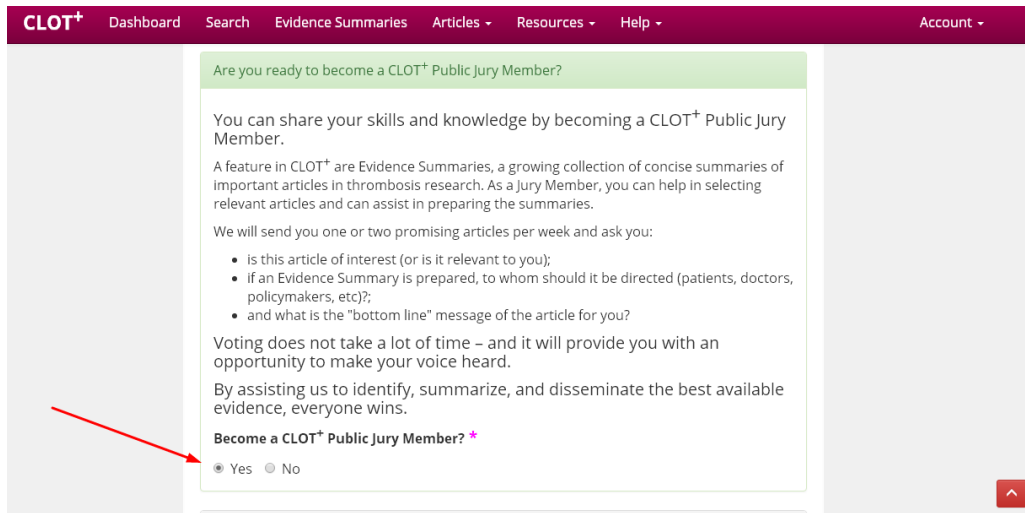 CLOT+ Dashboard Search Evidence Summaries Articles Resources Help Account
Are you ready to become a CLOT+ Public Jury Member?
You can share your skills and knowledge by becoming a CLOT+ Public Jury
Member.
A feature in CLOT+ are Evidence Summaries, a growing collection of concise summaries of
important articles in thrombosis research. As a Jury Member, you can help in selecting
relevant articles and can assist in preparing the summaries.
We will send you one or two promising articles per week and ask you:
• is this article of interest (or is it relevant to you);
• if an Evidence Summary is prepared, to whom should it be directed (patients, doctors,
policymakers, etc)?;
• and what is the "bottom line" message of the article for you?
Voting does not take a lot of time – and it will provide you with an
opportunity to make your voice heard.
By assisting us to identify, summarize, and disseminate the best available
evidence, everyone wins.
Become a CLOT+ Public Jury Member? *
Yes No